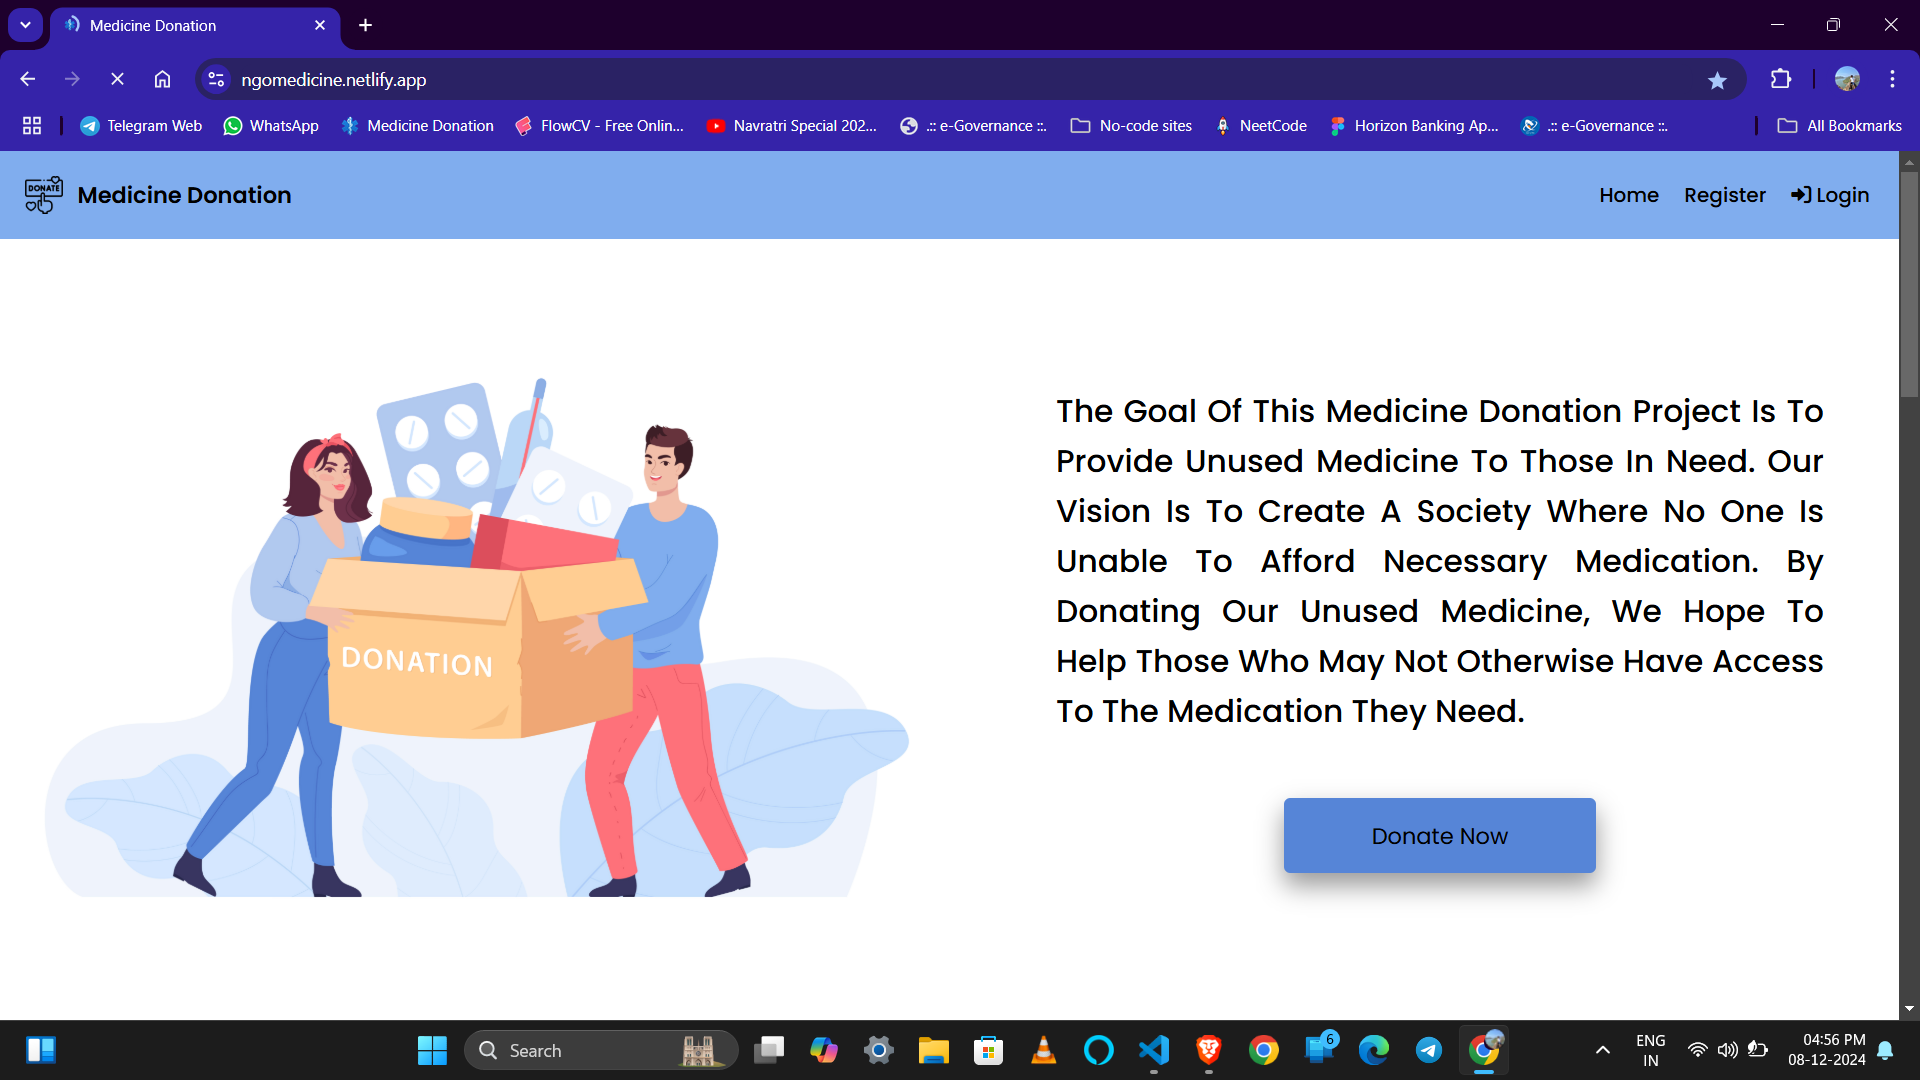 Medicine Donation
ngomedicine.netlify.app
Telegram Web
WhatsApp
Medicine Donation
FlowCV - Free Onlin...
Navratri Special 202...
.:: e-Governance ::.
No-code sites
NeetCode
Horizon Banking Ap...
.:: e-Governance ::.
All Bookmarks
DONATE
Medicine Donation
Home
Register
Login
The Goal Of This Medicine Donation Project Is To
Provide Unused Medicine To Those In Need. Our
Vision Is To Create A Society Where No One Is
Unable To Afford Necessary Medication. By
Donating Our Unused Medicine, We Hope To
Help Those Who May Not Otherwise Have Access
To The Medication They Need.
DONATION
Donate Now
Search
6
ENG
IN
04:56 PM
08-12-2024